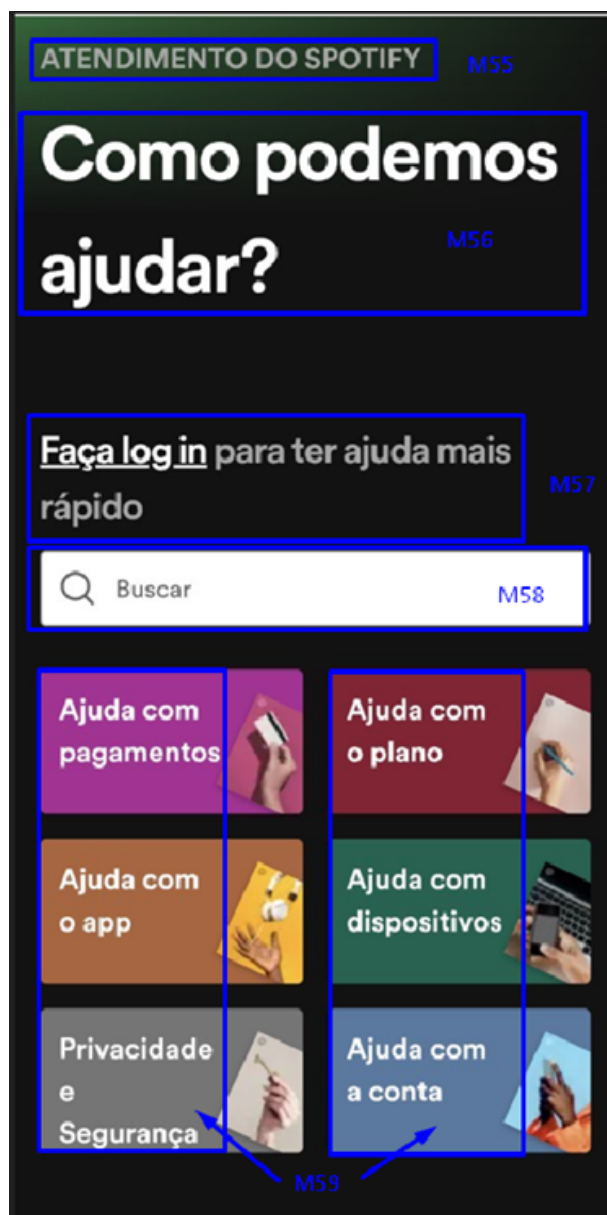 ATENDIMENTO DO SPOTIFY M55
Como podemos
ajudar?
M56
Faça log in para ter ajuda mais
rápido
M57
Buscar M58
Ajuda com
pagamentos
Ajuda com
o plano
Ajuda com
o app
Ajuda com
dispositivos
Privacidade
e
Segurança
Ajuda com
a conta
M59